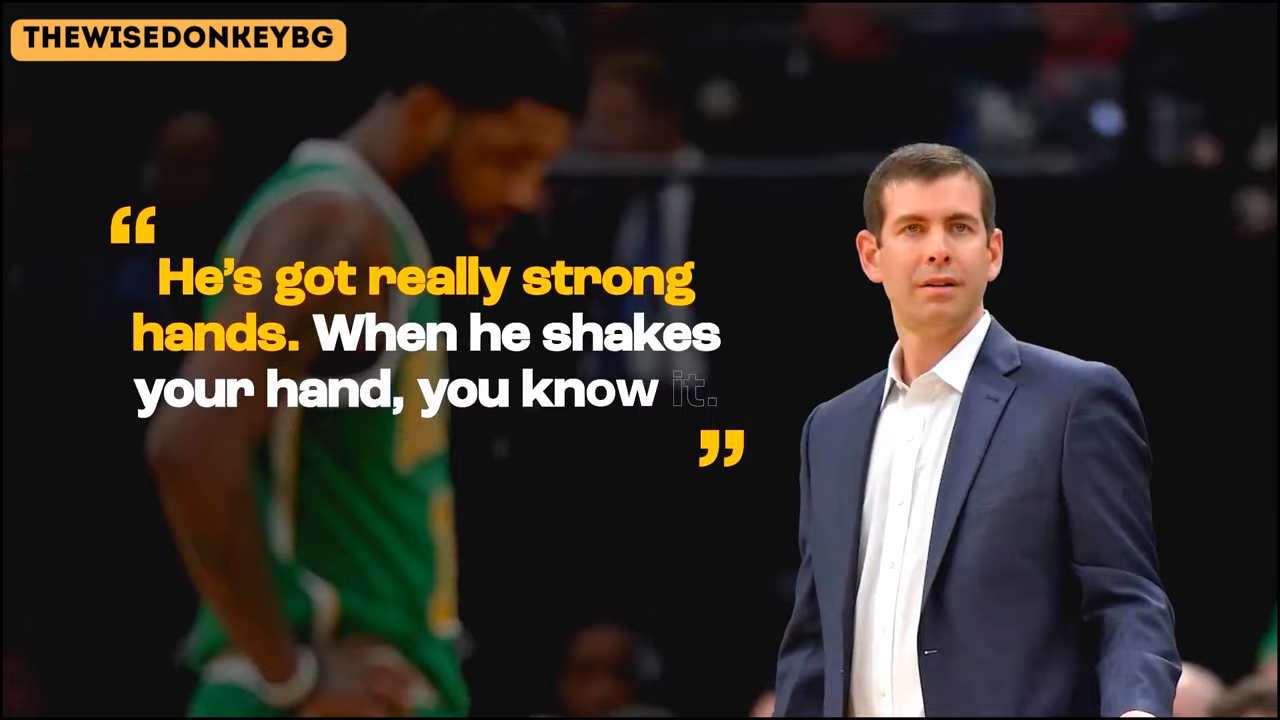 THEWISEDONKEYBG
“
He’s got really strong
hands. When he shakes
your hand, you know it.
”